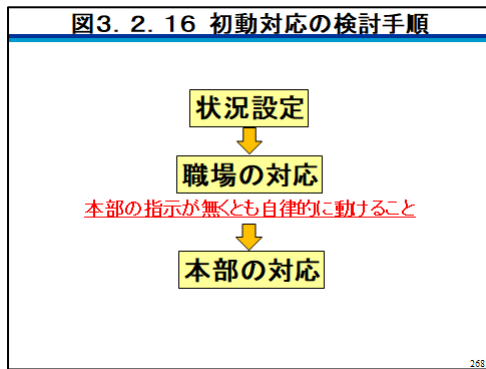 図3.2.16 初動対応の検討手順
状況設定
職場の対応
本部の指示が無くとも自律的に動けること
本部の対応
268